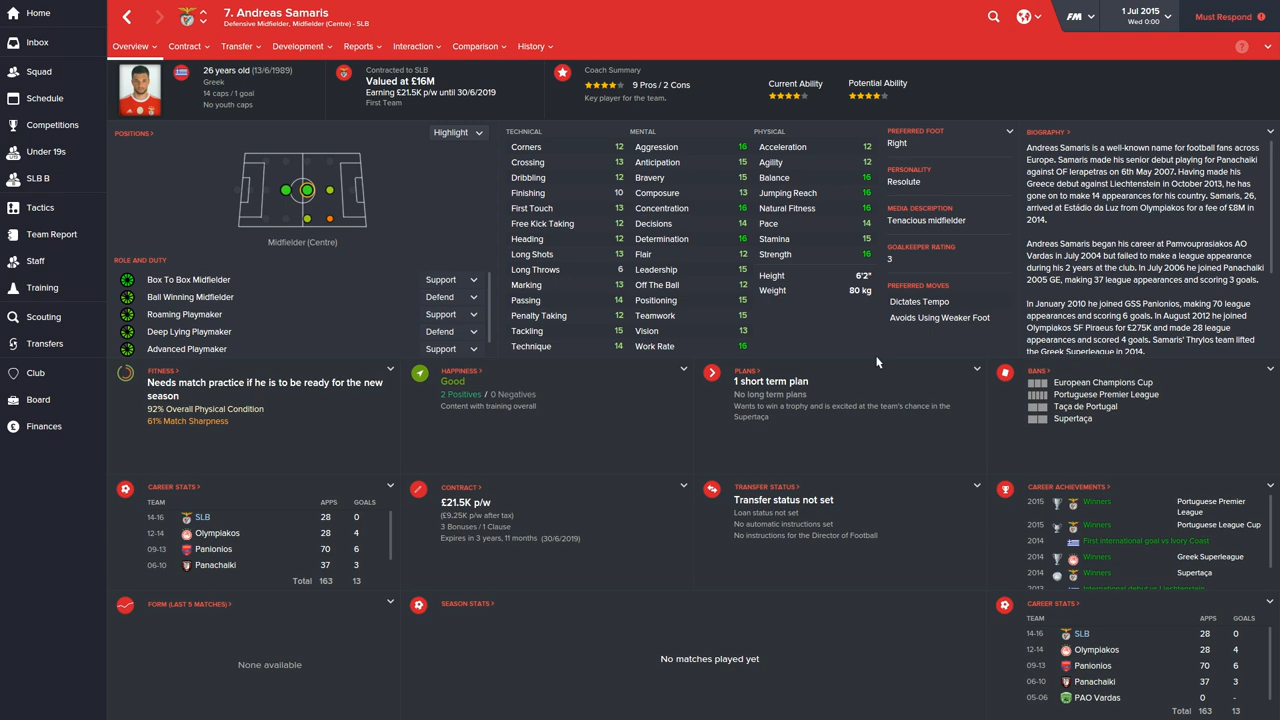 Home
Inbox
Squad
Schedule
Competitions
Under 19s
SLB B
Tactics
Team Report
Staff
Training
Scouting
Transfers
Club
Board
Finances
7. Andreas Samaris
Defensive Midfielder, Midfielder (Centre) - SLB
FM
1 Jul 2015
Wed 0:00
Must Respond
Overview
Contract
Transfer
Development
Reports
Interaction
Comparison
History
26 years old (13/6/1989)
Greek
14 caps / 1 goal
No youth caps
Contracted to SLB
Valued at £16M
Earning £21.5K p/w until 30/6/2019
First Team
Coach Summary
9 Pros / 2 Cons
Key player for the team.
Current Ability
Potential Ability
POSITIONS >
Highlight
Midfielder (Centre)
ROLE AND DUTY
Box To Box Midfielder Support
Ball Winning Midfielder Defend
Roaming Playmaker Support
Deep Lying Playmaker Defend
Advanced Playmaker Support
TECHNICAL
Corners 12
Crossing 13
Dribbling 12
Finishing 10
First Touch 13
Free Kick Taking 12
Heading 12
Long Shots 13
Long Throws 6
Marking 13
Passing 14
Penalty Taking 12
Tackling 15
Technique 14
MENTAL
Aggression 16
Anticipation 15
Bravery 15
Composure 13
Concentration 16
Decisions 14
Determination 16
Flair 12
Leadership 15
Off The Ball 12
Positioning 15
Teamwork 15
Vision 13
Work Rate 16
PHYSICAL
Acceleration 12
Agility 12
Balance 16
Jumping Reach 16
Natural Fitness 16
Pace 14
Stamina 15
Strength 16
Height 6'2"
Weight 80 kg
PREFERRED FOOT
Right
PERSONALITY
Resolute
MEDIA DESCRIPTION
Tenacious midfielder
GOALKEEPER RATING
3
PREFERRED MOVES
Dictates Tempo
Avoids Using Weaker Foot
BIOGRAPHY >
Andreas Samaris is a well-known name for football fans across
Europe. Samaris made his senior debut playing for Panachaiki
against OF Ierapetras on 6th May 2007. Having made his
Greece debut against Liechtenstein in October 2013, he has
gone on to make 14 appearances for his country. Samaris, 26,
arrived at Estádio da Luz from Olympiakos for a fee of £8M in
2014.
Andreas Samaris began his career at Pamvouprasiakos AO
Vardas in July 2004 but failed to make a league appearance
during his 2 years at the club. In July 2006 he joined Panachaiki
2005 GE, making 37 league appearances and scoring 3 goals.
In January 2010 he joined GSS Panionios, making 70 league
appearances and scoring 6 goals. In August 2012 he joined
Olympiakos SF Piraeus for £275K and made 28 league
appearances and scored 4 goals. Samaris' Thrylos team lifted
the Greek Superleague in 2014.
FITNESS >
Needs match practice if he is to be ready for the new
season
92% Overall Physical Condition
61% Match Sharpness
HAPPINESS >
Good
2 Positives / 0 Negatives
Content with training overall
PLANS >
1 short term plan
No long term plans
Wants to win a trophy and is excited at the team's chance in the
Supertaça
BANS >
European Champions Cup
Portuguese Premier League
Taça de Portugal
Supertaça
CAREER STATS >
TEAM APPS GOALS
14-16 SLB 28 0
12-14 Olympiakos 28 4
09-13 Panionios 70 6
06-10 Panachaiki 37 3
Total 163 13
CONTRACT >
£21.5K p/w
(£9.25K p/w after tax)
3 Bonuses / 1 Clause
Expires in 3 years, 11 months (30/6/2019)
TRANSFER STATUS >
Transfer status not set
Loan status not set
No automatic instructions set
No instructions for the Director of Football
CAREER ACHIEVEMENTS >
2015 Winners Portuguese Premier
League
2015 Winners Portuguese League Cup
2014 First international goal vs Ivory Coast
2014 Winners Greek Superleague
2014 Winners Supertaça
2013 International debut vs Liechtenstein
FORM (LAST 5 MATCHES) >
None available
SEASON STATS >
No matches played yet
CAREER STATS >
TEAM APPS GOALS
14-16 SLB 28 0
12-14 Olympiakos 28 4
09-13 Panionios 70 6
06-10 Panachaiki 37 3
05-06 PAO Vardas 0 -
Total 163 13